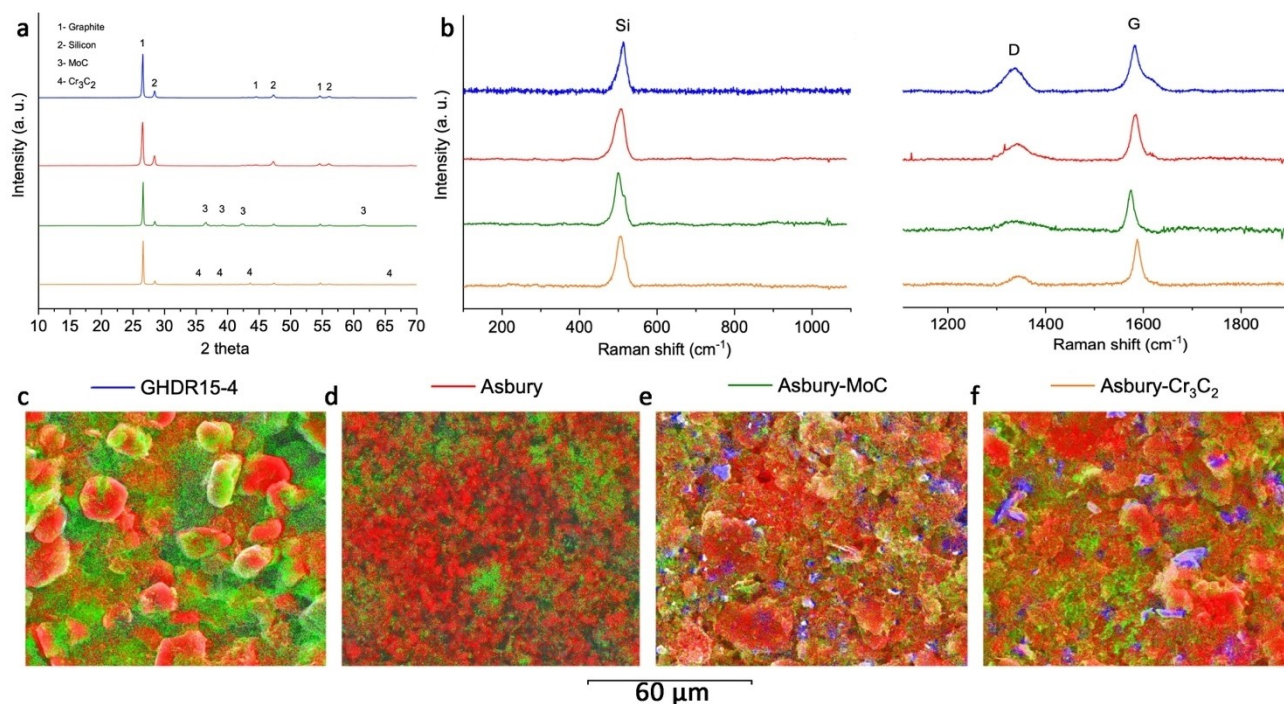 a
1- Graphite
2- Silicon
3- MoC
4- Cr₃C₂
1
2
1 2 1 2
3 3 3 3
4 4 4 4
Intensity (a. u.)
10 15 20 25 30 35 40 45 50 55 60 65 70
2 theta
b
Si
D
G
Intensity (a. u.)
200 400 600 800 1000
Raman shift (cm⁻¹)
1200 1400 1600 1800
Raman shift (cm⁻¹)
GHDR15-4
Asbury
Asbury-MoC
Asbury-Cr₃C₂
c
d
e
f
60 µm